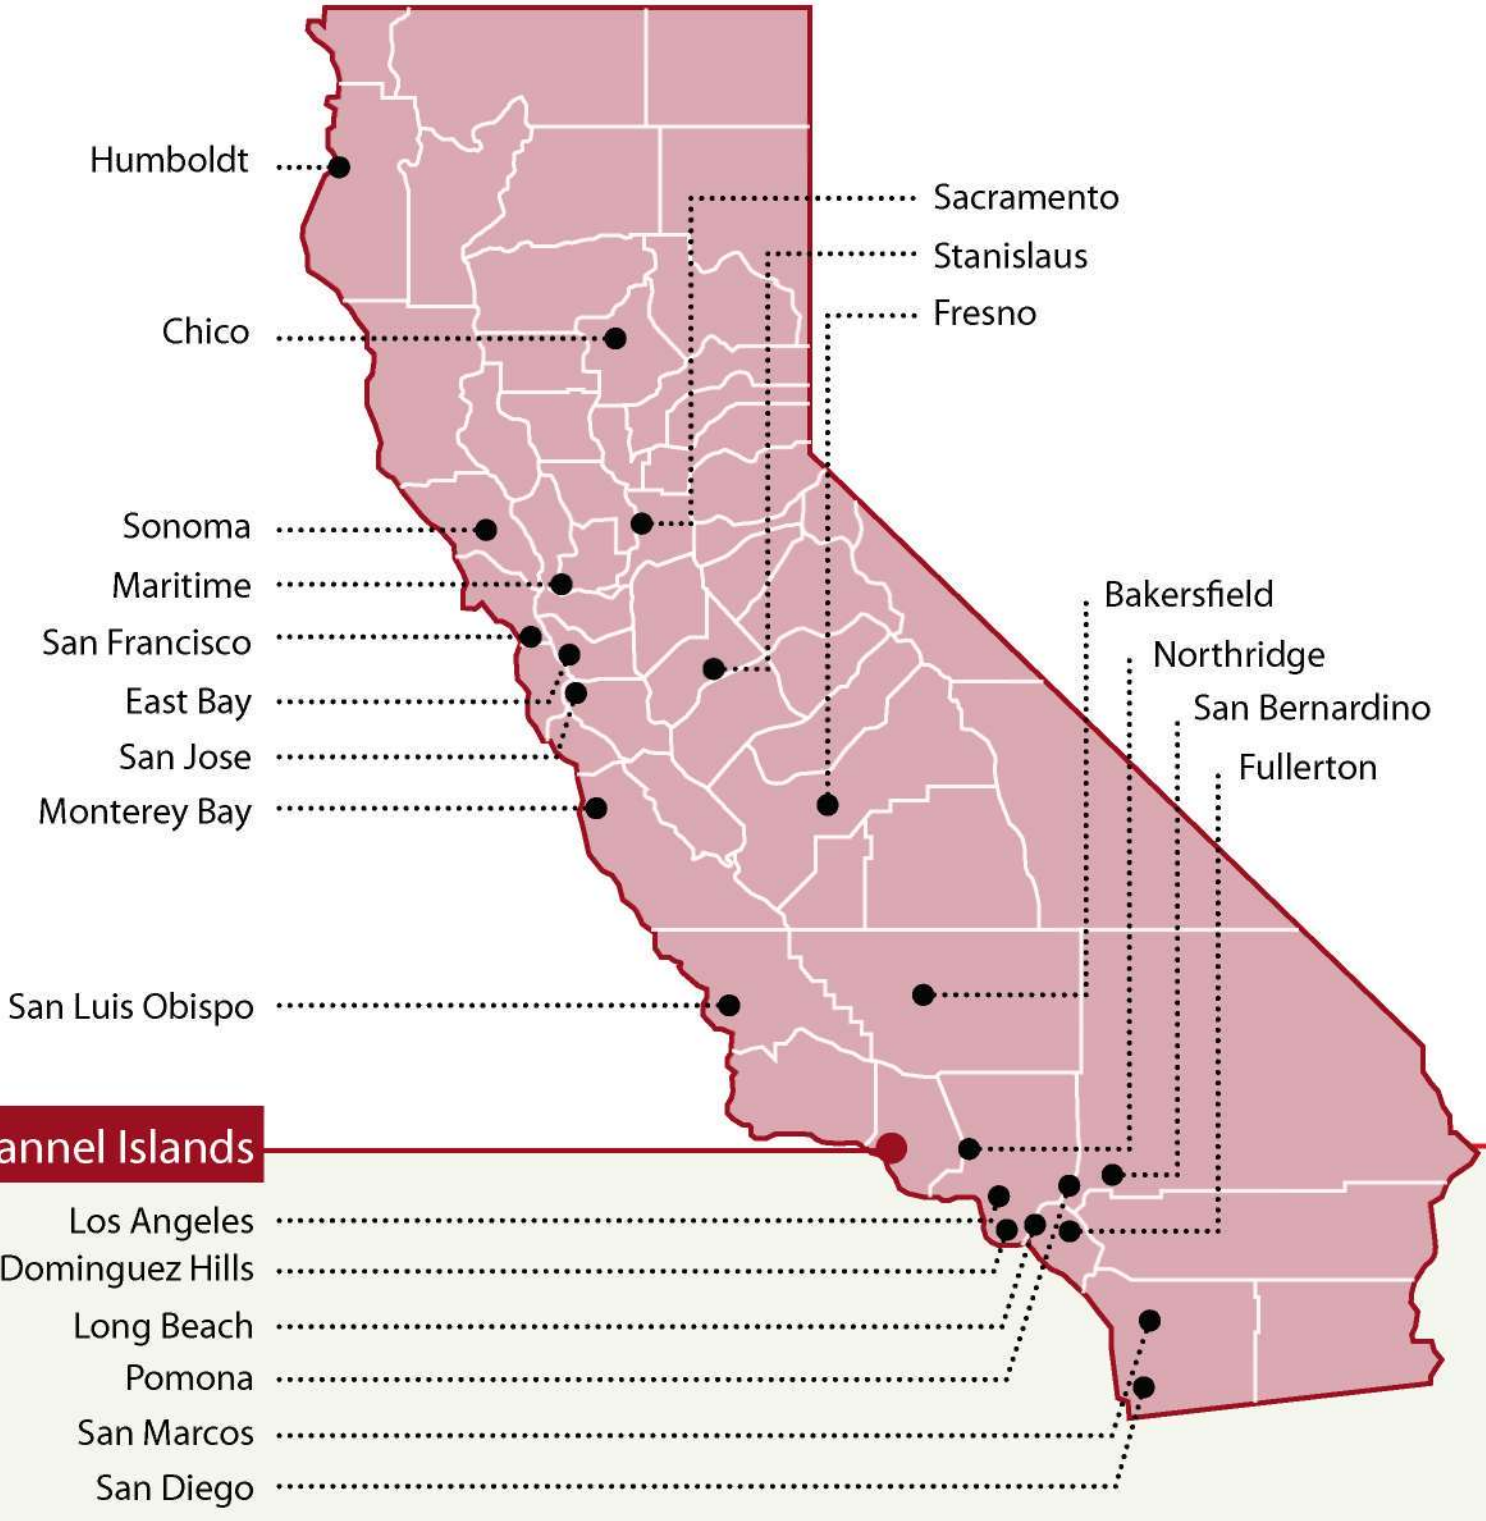 Humboldt
Sacramento
Stanislaus
Fresno
Chico
Sonoma
Maritime
San Francisco
East Bay
San Jose
Monterey Bay
Bakersfield
Northridge
San Bernardino
Fullerton
San Luis Obispo
annel Islands
Los Angeles
Dominguez Hills
Long Beach
Pomona
San Marcos
San Diego